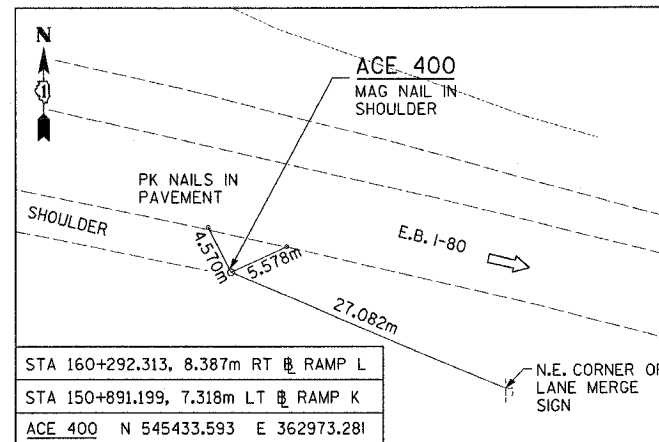 N
1
ACE 400
MAG NAIL IN
SHOULDER
PK NAILS IN
PAVEMENT
SHOULDER
4.570m
5.578m
E.B. I-80
27.082m
N.E. CORNER OF
LANE MERGE
SIGN
STA 160+292.313, 8.387m RT ⅊ RAMP L
STA 150+891.199, 7.318m LT ⅊ RAMP K
ACE 400 N 545433.593 E 362973.281